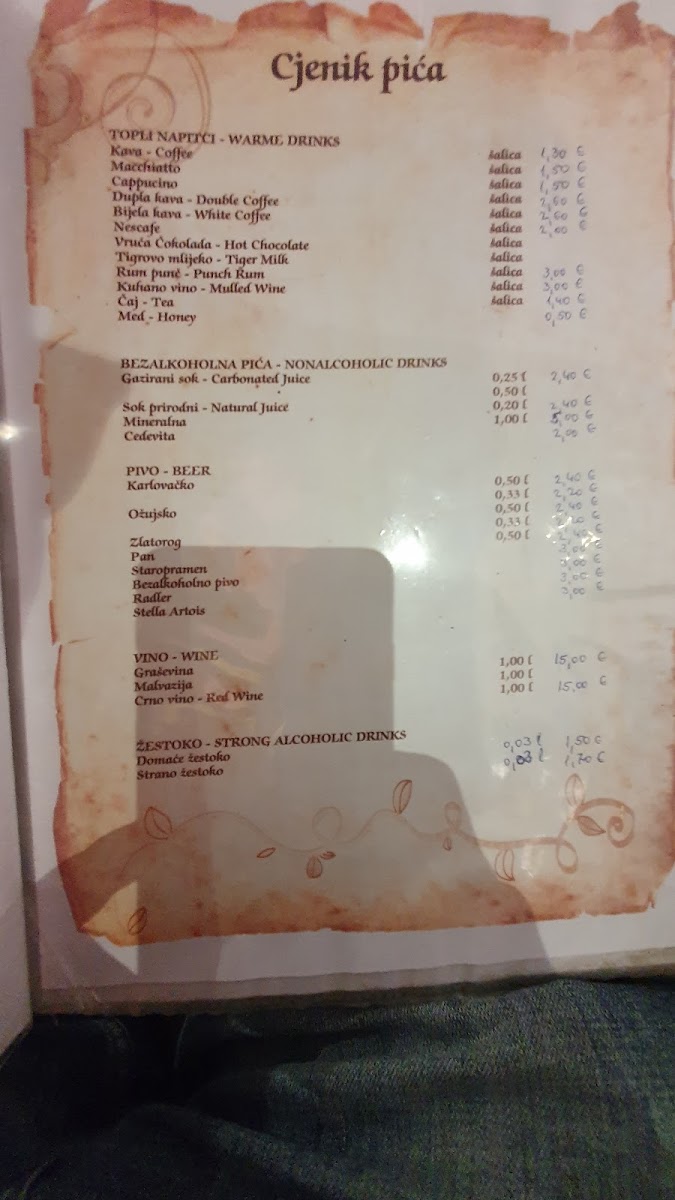 Cjenik pića
TOPLI NAPITCI - WARME DRINKS
Kava - Coffee šalica 1,30 €
Macchiatto šalica 1,50 €
Cappucino šalica 1,50 €
Dupla kava - Double Coffee šalica 2,60 €
Bijela kava - White Coffee šalica 2,60 €
Nescafe šalica 2,00 €
Vruća Čokolada - Hot Chocolate šalica
Tigrovo mlijeko - Tiger Milk šalica
Rum punč - Punch Rum šalica 3,00 €
Kuhano vino - Mulled Wine šalica 3,00 €
Čaj - Tea šalica 1,40 €
Med - Honey 0,50 €
BEZALKOHOLNA PIĆA - NONALCOHOLIC DRINKS
Gazirani sok - Carbonated Juice 0,25 l 2,40 €
0,50 l
Sok prirodni - Natural Juice 0,20 l 2,40 €
Mineralna 1,00 l €
Cedevita 2,00 €
PIVO - BEER
Karlovačko 0,50 l 2,40 €
0,33 l 2,20 €
Ožujsko 0,50 l 2,40 €
0,33 l 2,20 €
Zlatorog 0,50 l 2,40 €
Pan 3,00 €
Staropramen 3,00 €
Bezalkoholno pivo 3,00 €
Radler 3,00 €
Stella Artois
VINO - WINE
Graševina 1,00 l 15,00 €
Malvazija 1,00 l
Crno vino - Red Wine 1,00 l 15,00 €
ŽESTOKO - STRONG ALCOHOLIC DRINKS
Domaće žestoko 0,03 l 1,50 €
Strano žestoko 0,03 l 1,70 €